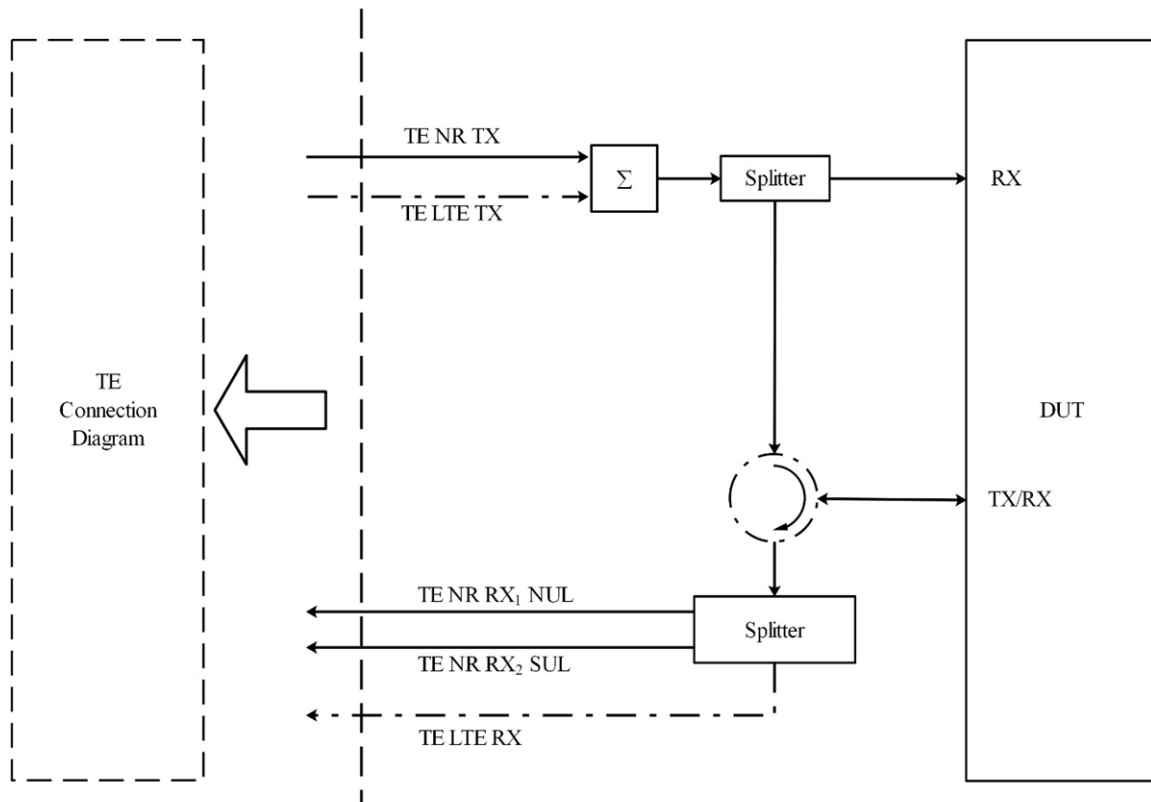 TE NR TX
Σ
Splitter
RX
TE LTE TX
TE
Connection
Diagram
DUT
TX/RX
TE NR RX₁ NUL
Splitter
TE NR RX₂ SUL
TE LTE RX